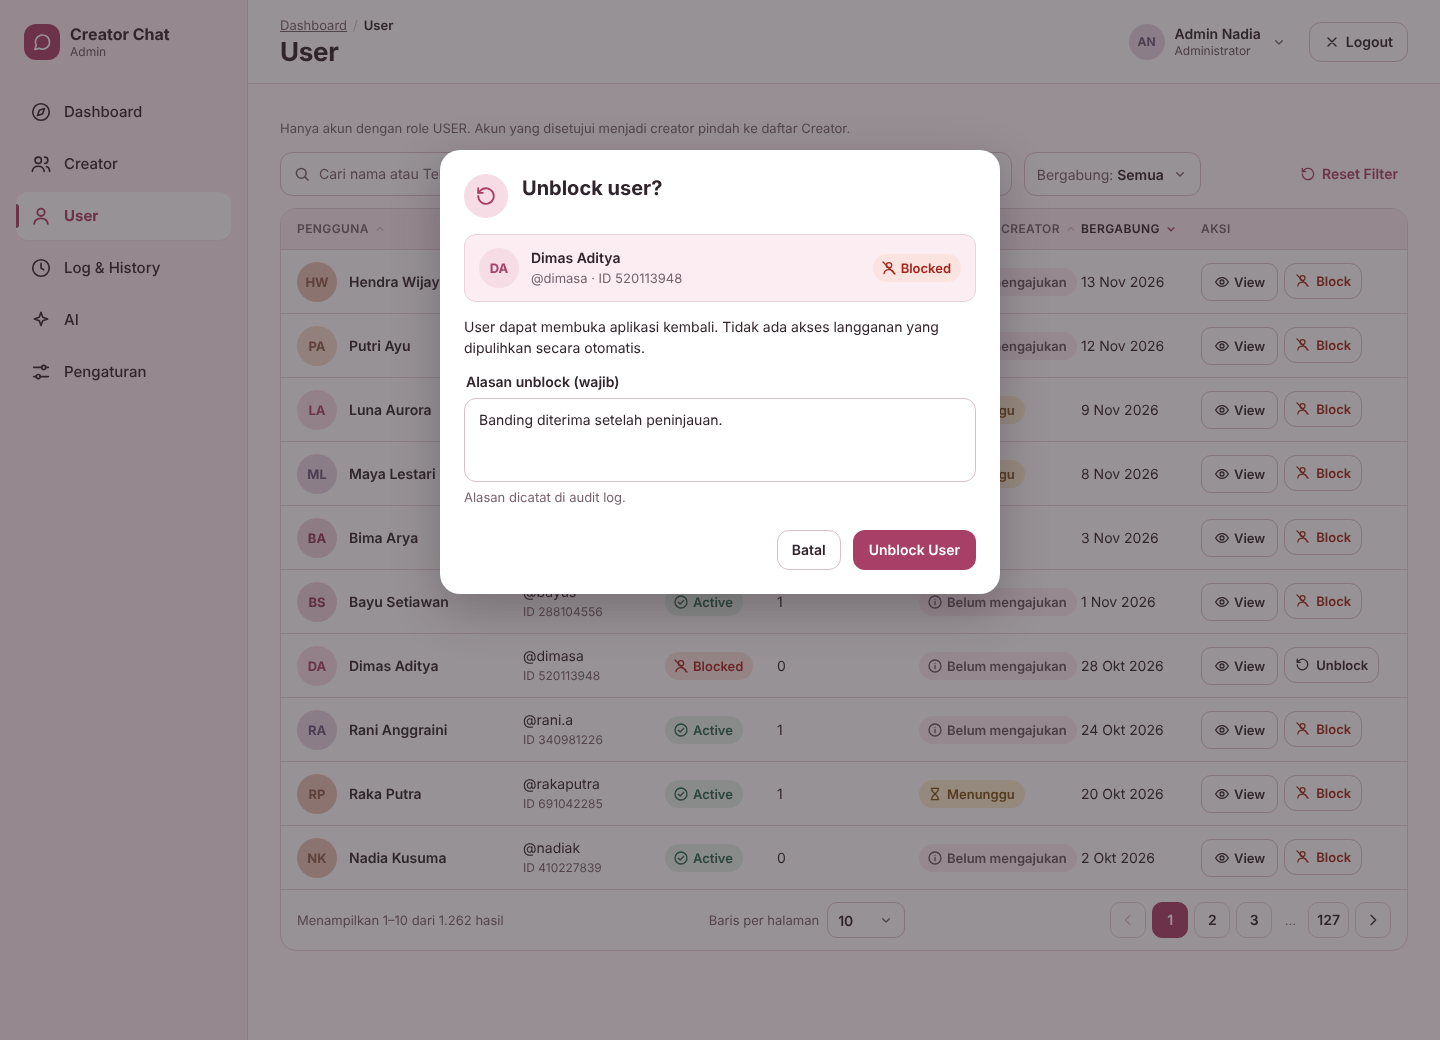 Creator Chat
Admin
Dashboard
Creator
User
Log & History
AI
Pengaturan
Dashboard / User
User
AN
Admin Nadia
Administrator
Logout
Hanya akun dengan role USER. Akun yang disetujui menjadi creator pindah ke daftar Creator.
Cari nama atau Te
Bergabung: Semua
Reset Filter
PENGGUNA
CREATOR
BERGABUNG
AKSI
HW Hendra Wijay
13 Nov 2026 View Block
PA Putri Ayu
12 Nov 2026 View Block
LA Luna Aurora
9 Nov 2026 View Block
ML Maya Lestari
8 Nov 2026 View Block
BA Bima Arya
3 Nov 2026 View Block
BS Bayu Setiawan
@bayus
ID 288104556
Active 1 Belum mengajukan 1 Nov 2026 View Block
DA Dimas Aditya
@dimasa
ID 520113948
Blocked 0 Belum mengajukan 28 Okt 2026 View Unblock
RA Rani Anggraini
@rani.a
ID 340981226
Active 1 Belum mengajukan 24 Okt 2026 View Block
RP Raka Putra
@rakaputra
ID 691042285
Active 1 Menunggu 20 Okt 2026 View Block
NK Nadia Kusuma
@nadiak
ID 410227839
Active 0 Belum mengajukan 2 Okt 2026 View Block
Menampilkan 1–10 dari 1.262 hasil
Baris per halaman 10
1 2 3 ... 127
Unblock user?
DA
Dimas Aditya
@dimasa · ID 520113948
Blocked
User dapat membuka aplikasi kembali. Tidak ada akses langganan yang
dipulihkan secara otomatis.
Alasan unblock (wajib)
Banding diterima setelah peninjauan.
Alasan dicatat di audit log.
Batal
Unblock User